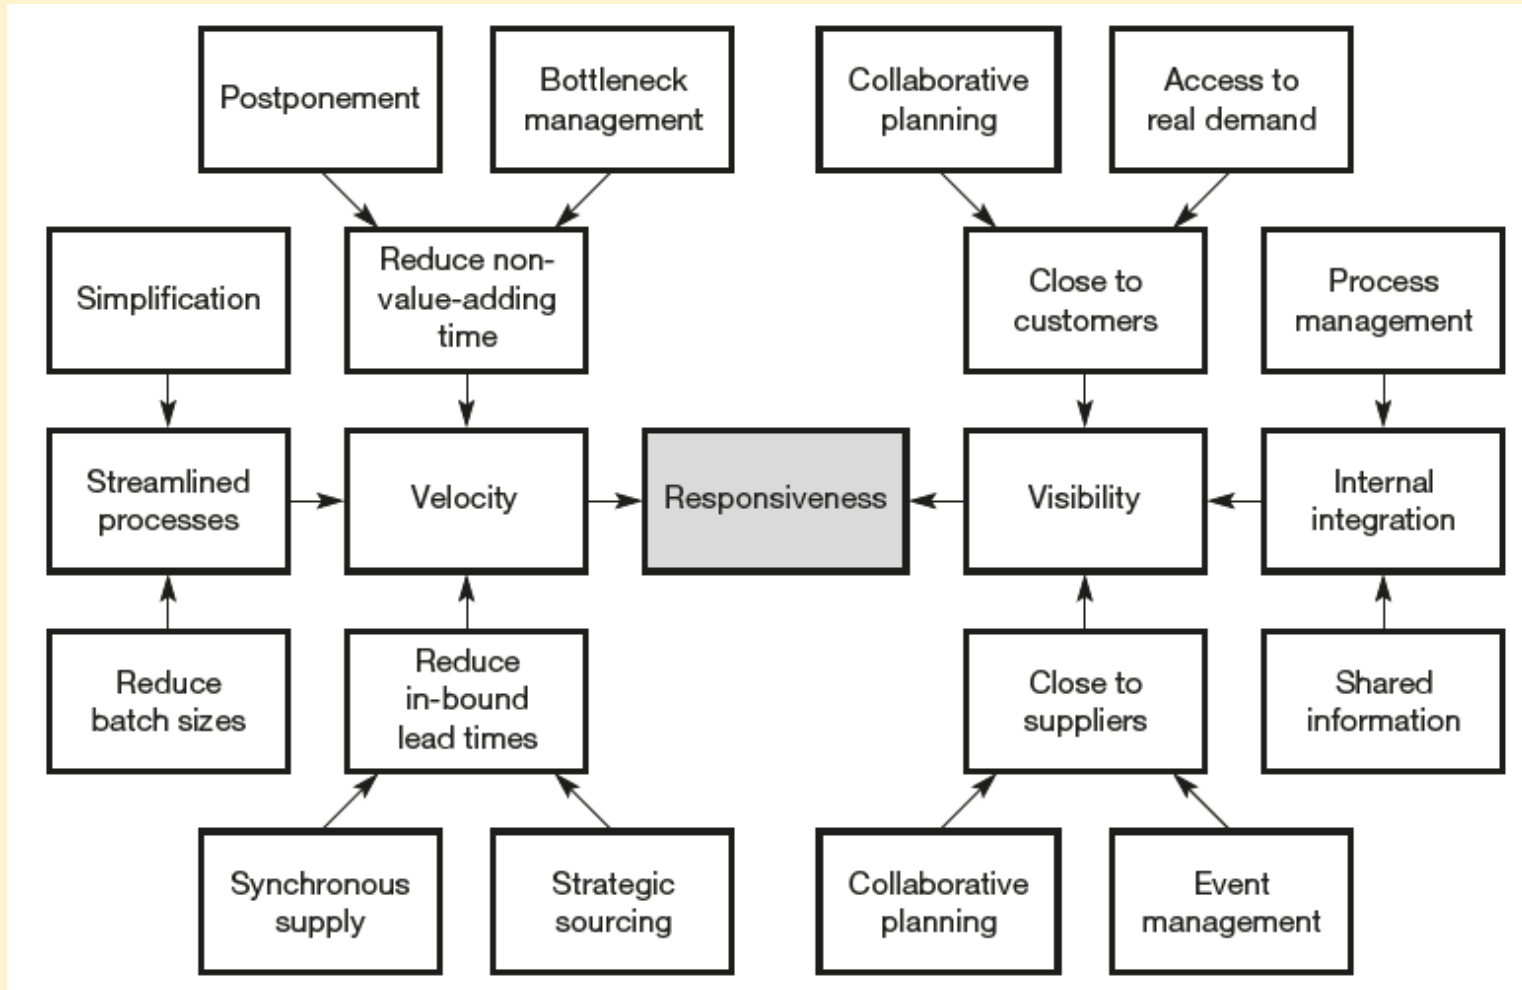 Postponement
Bottleneck
management
Collaborative
planning
Access to
real demand
Simplification
Reduce non-
value-adding
time
Close to
customers
Process
management
Streamlined
processes
Velocity
Responsiveness
Visibility
Internal
integration
Reduce
batch sizes
Reduce
in-bound
lead times
Close to
suppliers
Shared
information
Synchronous
supply
Strategic
sourcing
Collaborative
planning
Event
management